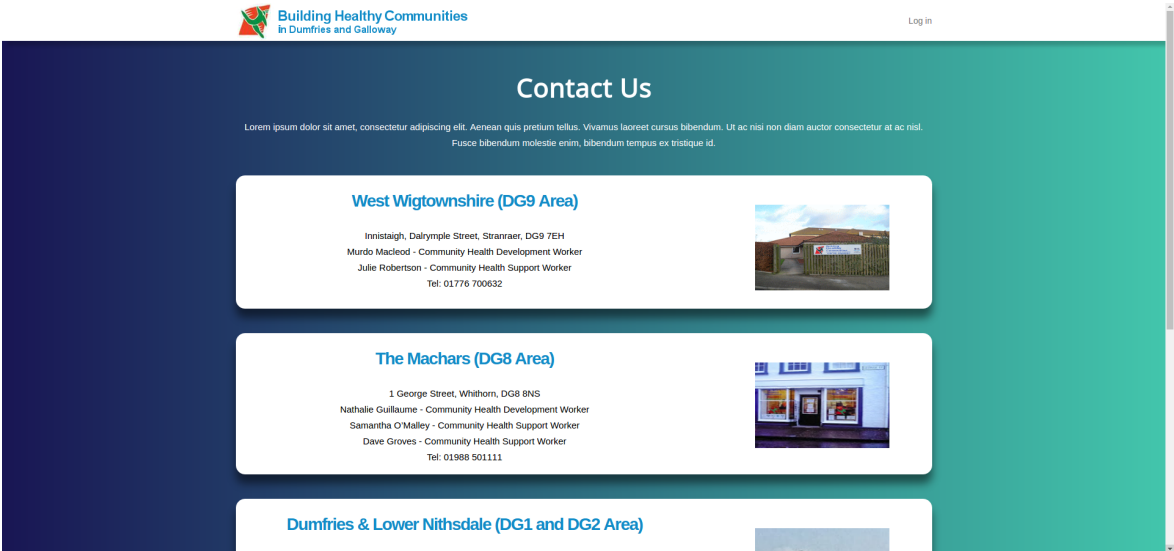 Building Healthy Communities
in Dumfries and Galloway
Log in
Contact Us
Lorem ipsum dolor sit amet, consectetur adipiscing elit. Aenean quis pretium tellus. Vivamus laoreet cursus bibendum. Ut ac nisi non diam auctor consectetur at ac nisl.
Fusce bibendum molestie enim, bibendum tempus ex tristique id.
West Wigtownshire (DG9 Area)
Innistaigh, Dalrymple Street, Stranraer, DG9 7EH
Murdo Macleod - Community Health Development Worker
Julie Robertson - Community Health Support Worker
Tel: 01776 700632
The Machars (DG8 Area)
1 George Street, Whithorn, DG8 8NS
Nathalie Guillaume - Community Health Development Worker
Samantha O'Malley - Community Health Support Worker
Dave Groves - Community Health Support Worker
Tel: 01988 501111
Dumfries & Lower Nithsdale (DG1 and DG2 Area)